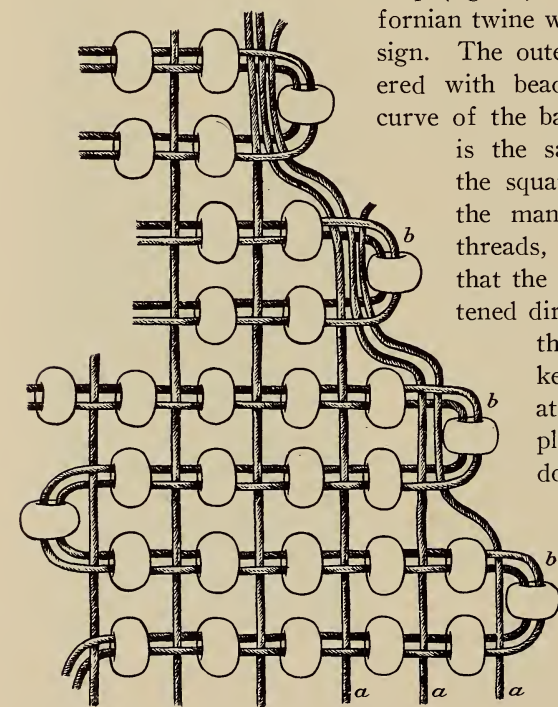 fornian twine w
sign. The oute
ered with bead
curve of the ba
is the sa
the squa
the man
threads,
that the
tened dir
th
ke
at
pl
do
b
b
b
b
a
a
a